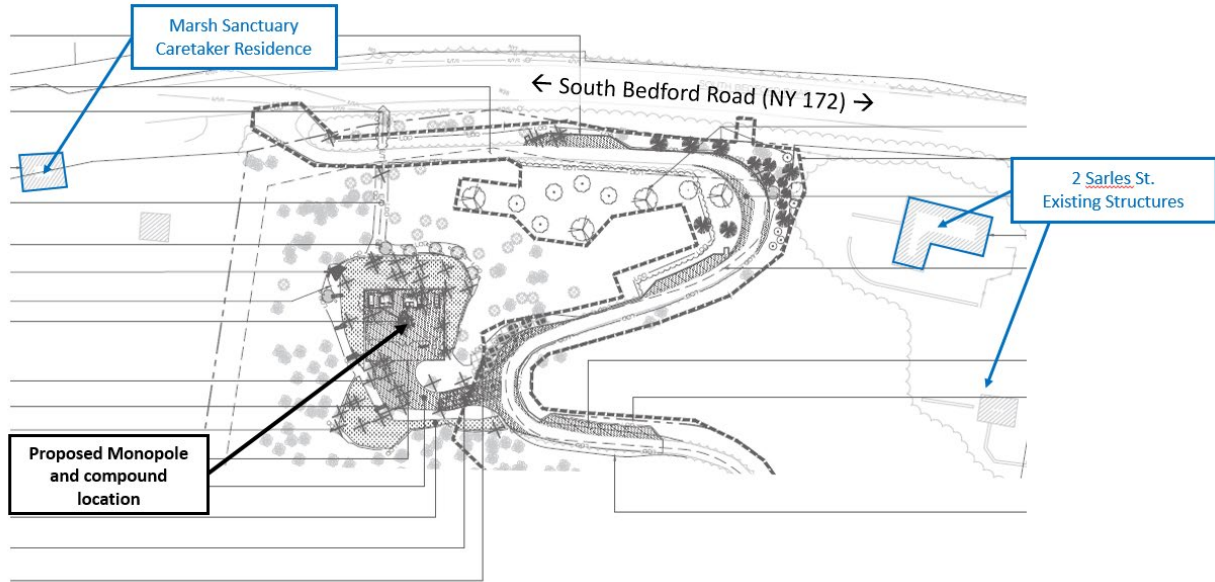 Marsh Sanctuary
Caretaker Residence
← South Bedford Road (NY 172) →
2 Sarles St.
Existing Structures
Proposed Monopole
and compound
location